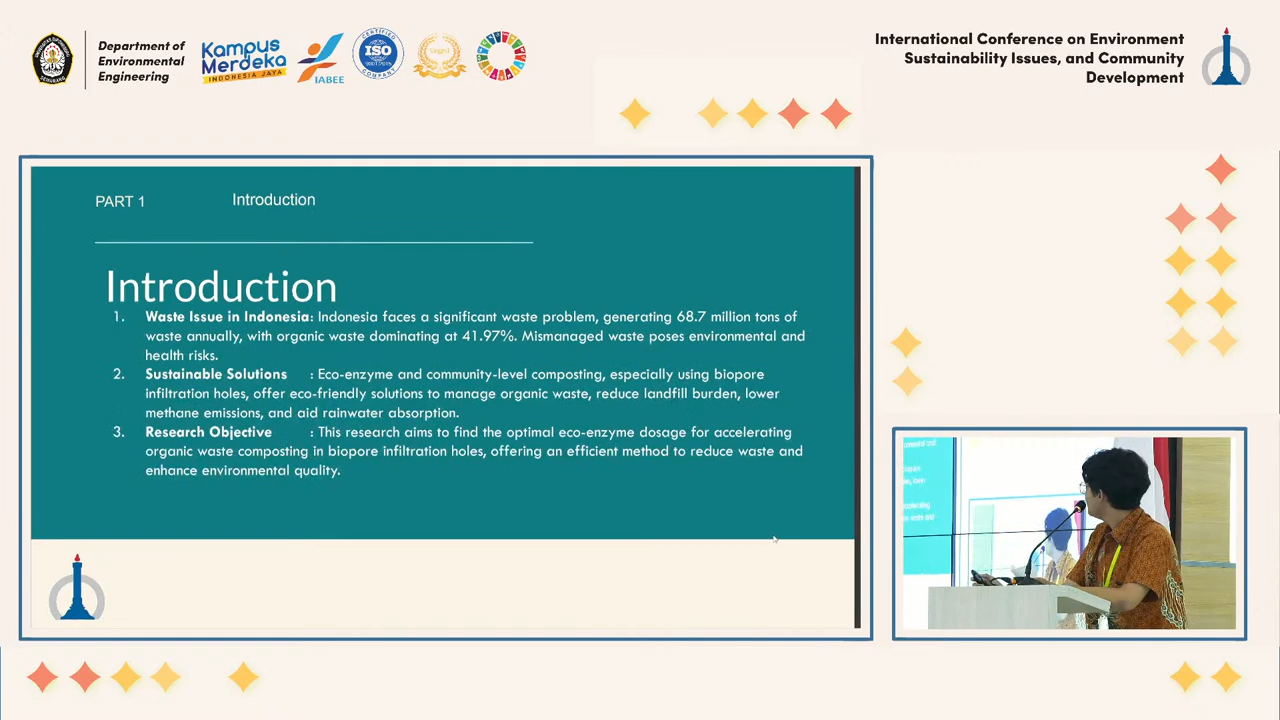 Department of
Environmental
Engineering
Kampus
Merdeka
INDONESIA JAYA
IABEE
CERTIFIED
ISO
9001:2015
COMPANY
International Conference on Environment
Sustainability Issues, and Community
Development
PART 1
Introduction
Introduction
1. Waste Issue in Indonesia: Indonesia faces a significant waste problem, generating 68.7 million tons of
waste annually, with organic waste dominating at 41.97%. Mismanaged waste poses environmental and
health risks.
2. Sustainable Solutions : Eco-enzyme and community-level composting, especially using biopore
infiltration holes, offer eco-friendly solutions to manage organic waste, reduce landfill burden, lower
methane emissions, and aid rainwater absorption.
3. Research Objective : This research aims to find the optimal eco-enzyme dosage for accelerating
organic waste composting in biopore infiltration holes, offering an efficient method to reduce waste and
enhance environmental quality.